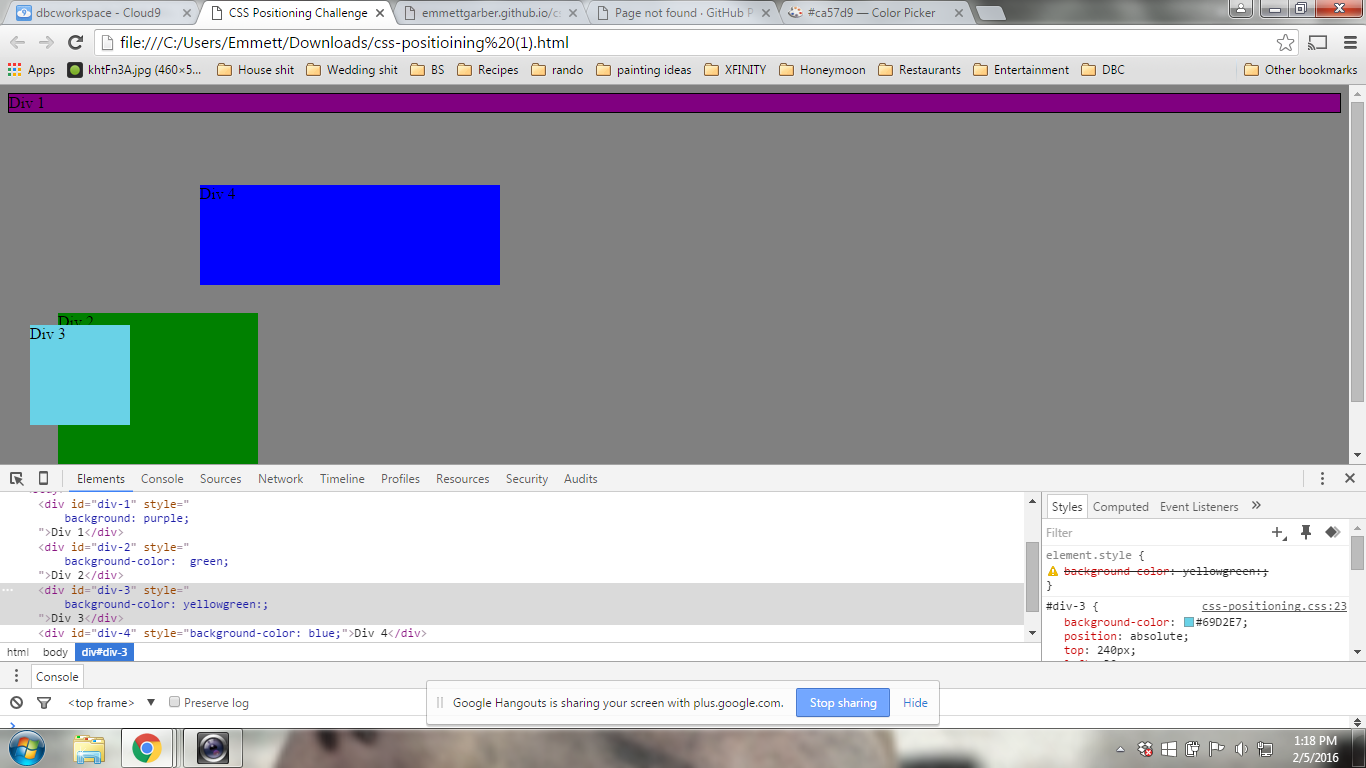 dbcworkspace - Cloud9
CSS Positioning Challenge
emmettgarber.github.io/cs
Page not found · GitHub P
#ca57d9 — Color Picker
file:///C:/Users/Emmett/Downloads/css-positioining%20(1).html
Apps
khtFn3A.jpg (460×5...
House shit
Wedding shit
BS
Recipes
rando
painting ideas
XFINITY
Honeymoon
Restaurants
Entertainment
DBC
Other bookmarks
Div 1
Div 4
Div 2
Div 3
Elements Console Sources Network Timeline Profiles Resources Security Audits
<div id="div-1" style="
background: purple;
">Div 1</div>
<div id="div-2" style="
background-color:  green;
">Div 2</div>
<div id="div-3" style="
background-color: yellowgreen:;
">Div 3</div>
<div id="div-4" style="background-color: blue;">Div 4</div>
html body div#div-3
Styles Computed Event Listeners »
Filter
element.style {
background-color: yellowgreen:;
}
#div-3 { css-positioning.css:23
background-color: #69D2E7;
position: absolute;
top: 240px;
Console
<top frame> ▼ Preserve log
Google Hangouts is sharing your screen with plus.google.com. Stop sharing Hide
1:18 PM
2/5/2016